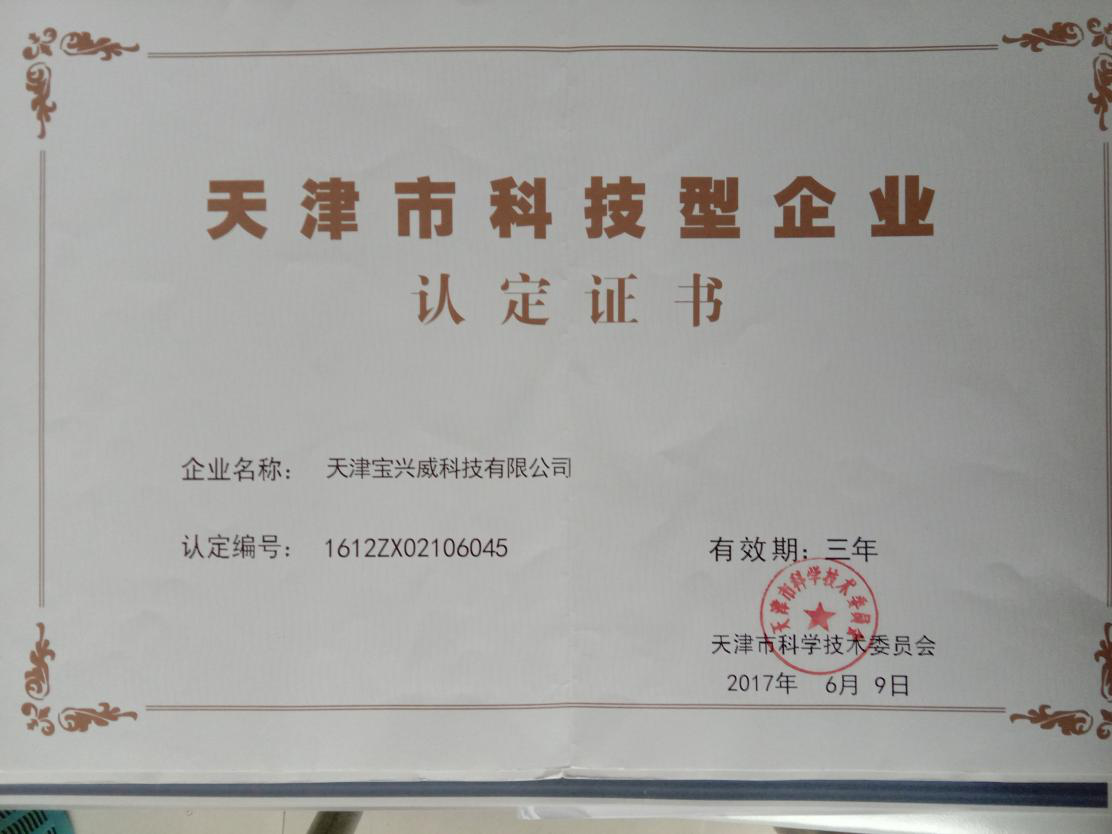 天津市科技型企业
认定证书
企业名称： 天津宝兴威科技有限公司
认定编号： 1612ZX02106045
有效期：三年
天津市科学技术委员会
天津市科学技术委员会
2017年 6月 9日